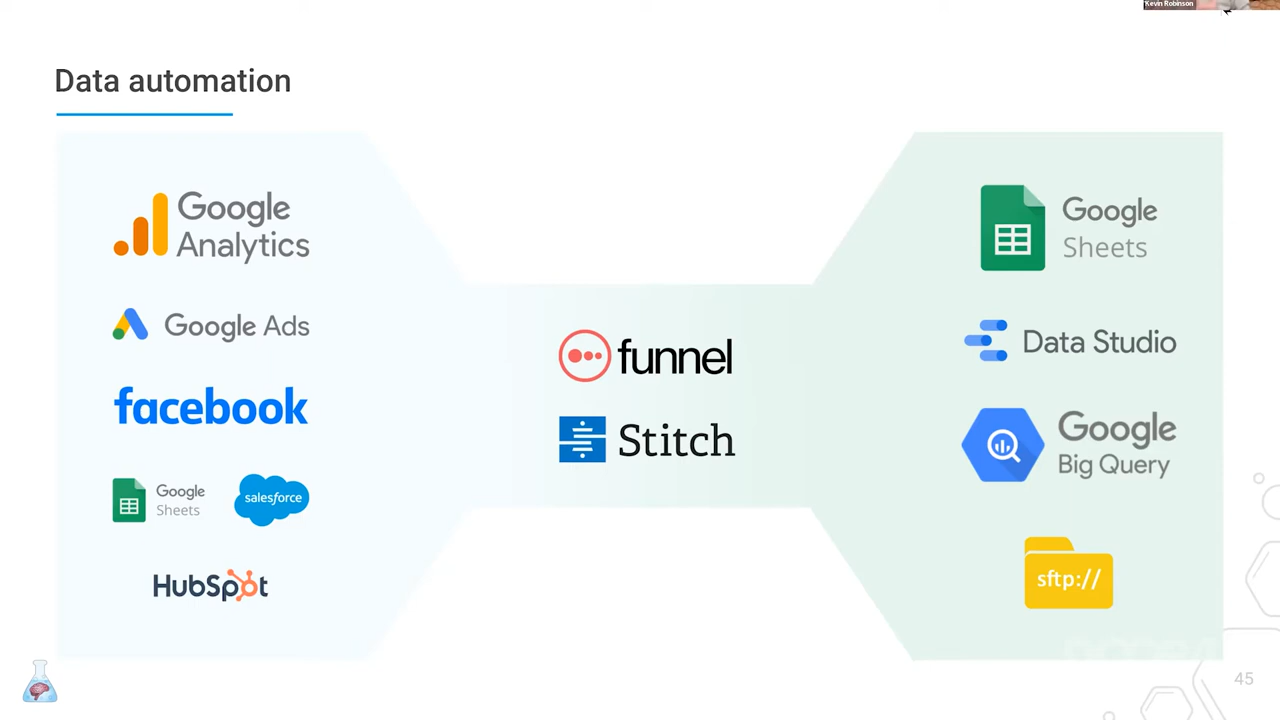 Kevin Robinson
Data automation
Google
Analytics
Google Ads
facebook
Google
Sheets
salesforce
HubSpot
funnel
Stitch
Google
Sheets
Data Studio
Google
Big Query
sftp://
45